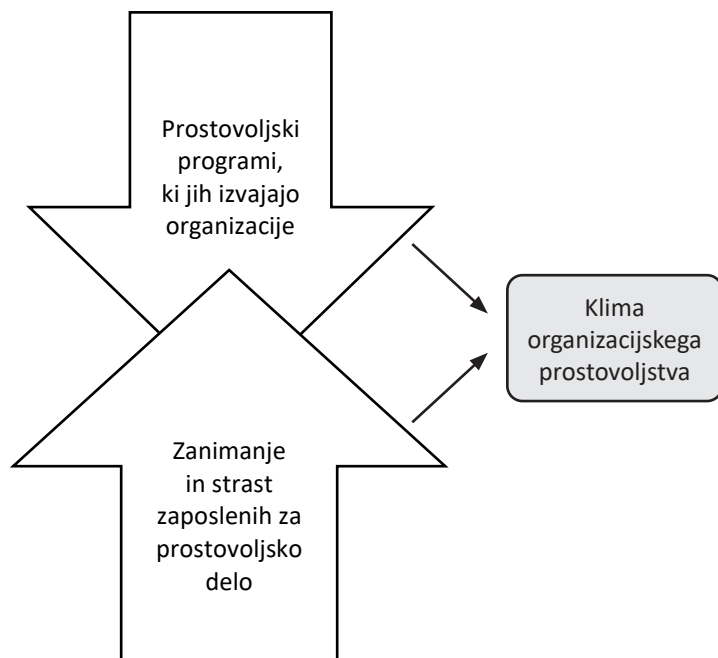 Prostovoljski
programi,
ki jih izvajajo
organizacije
Klima
organizacijskega
prostovoljstva
Zanimanje
in strast
zaposlenih za
prostovoljsko
delo